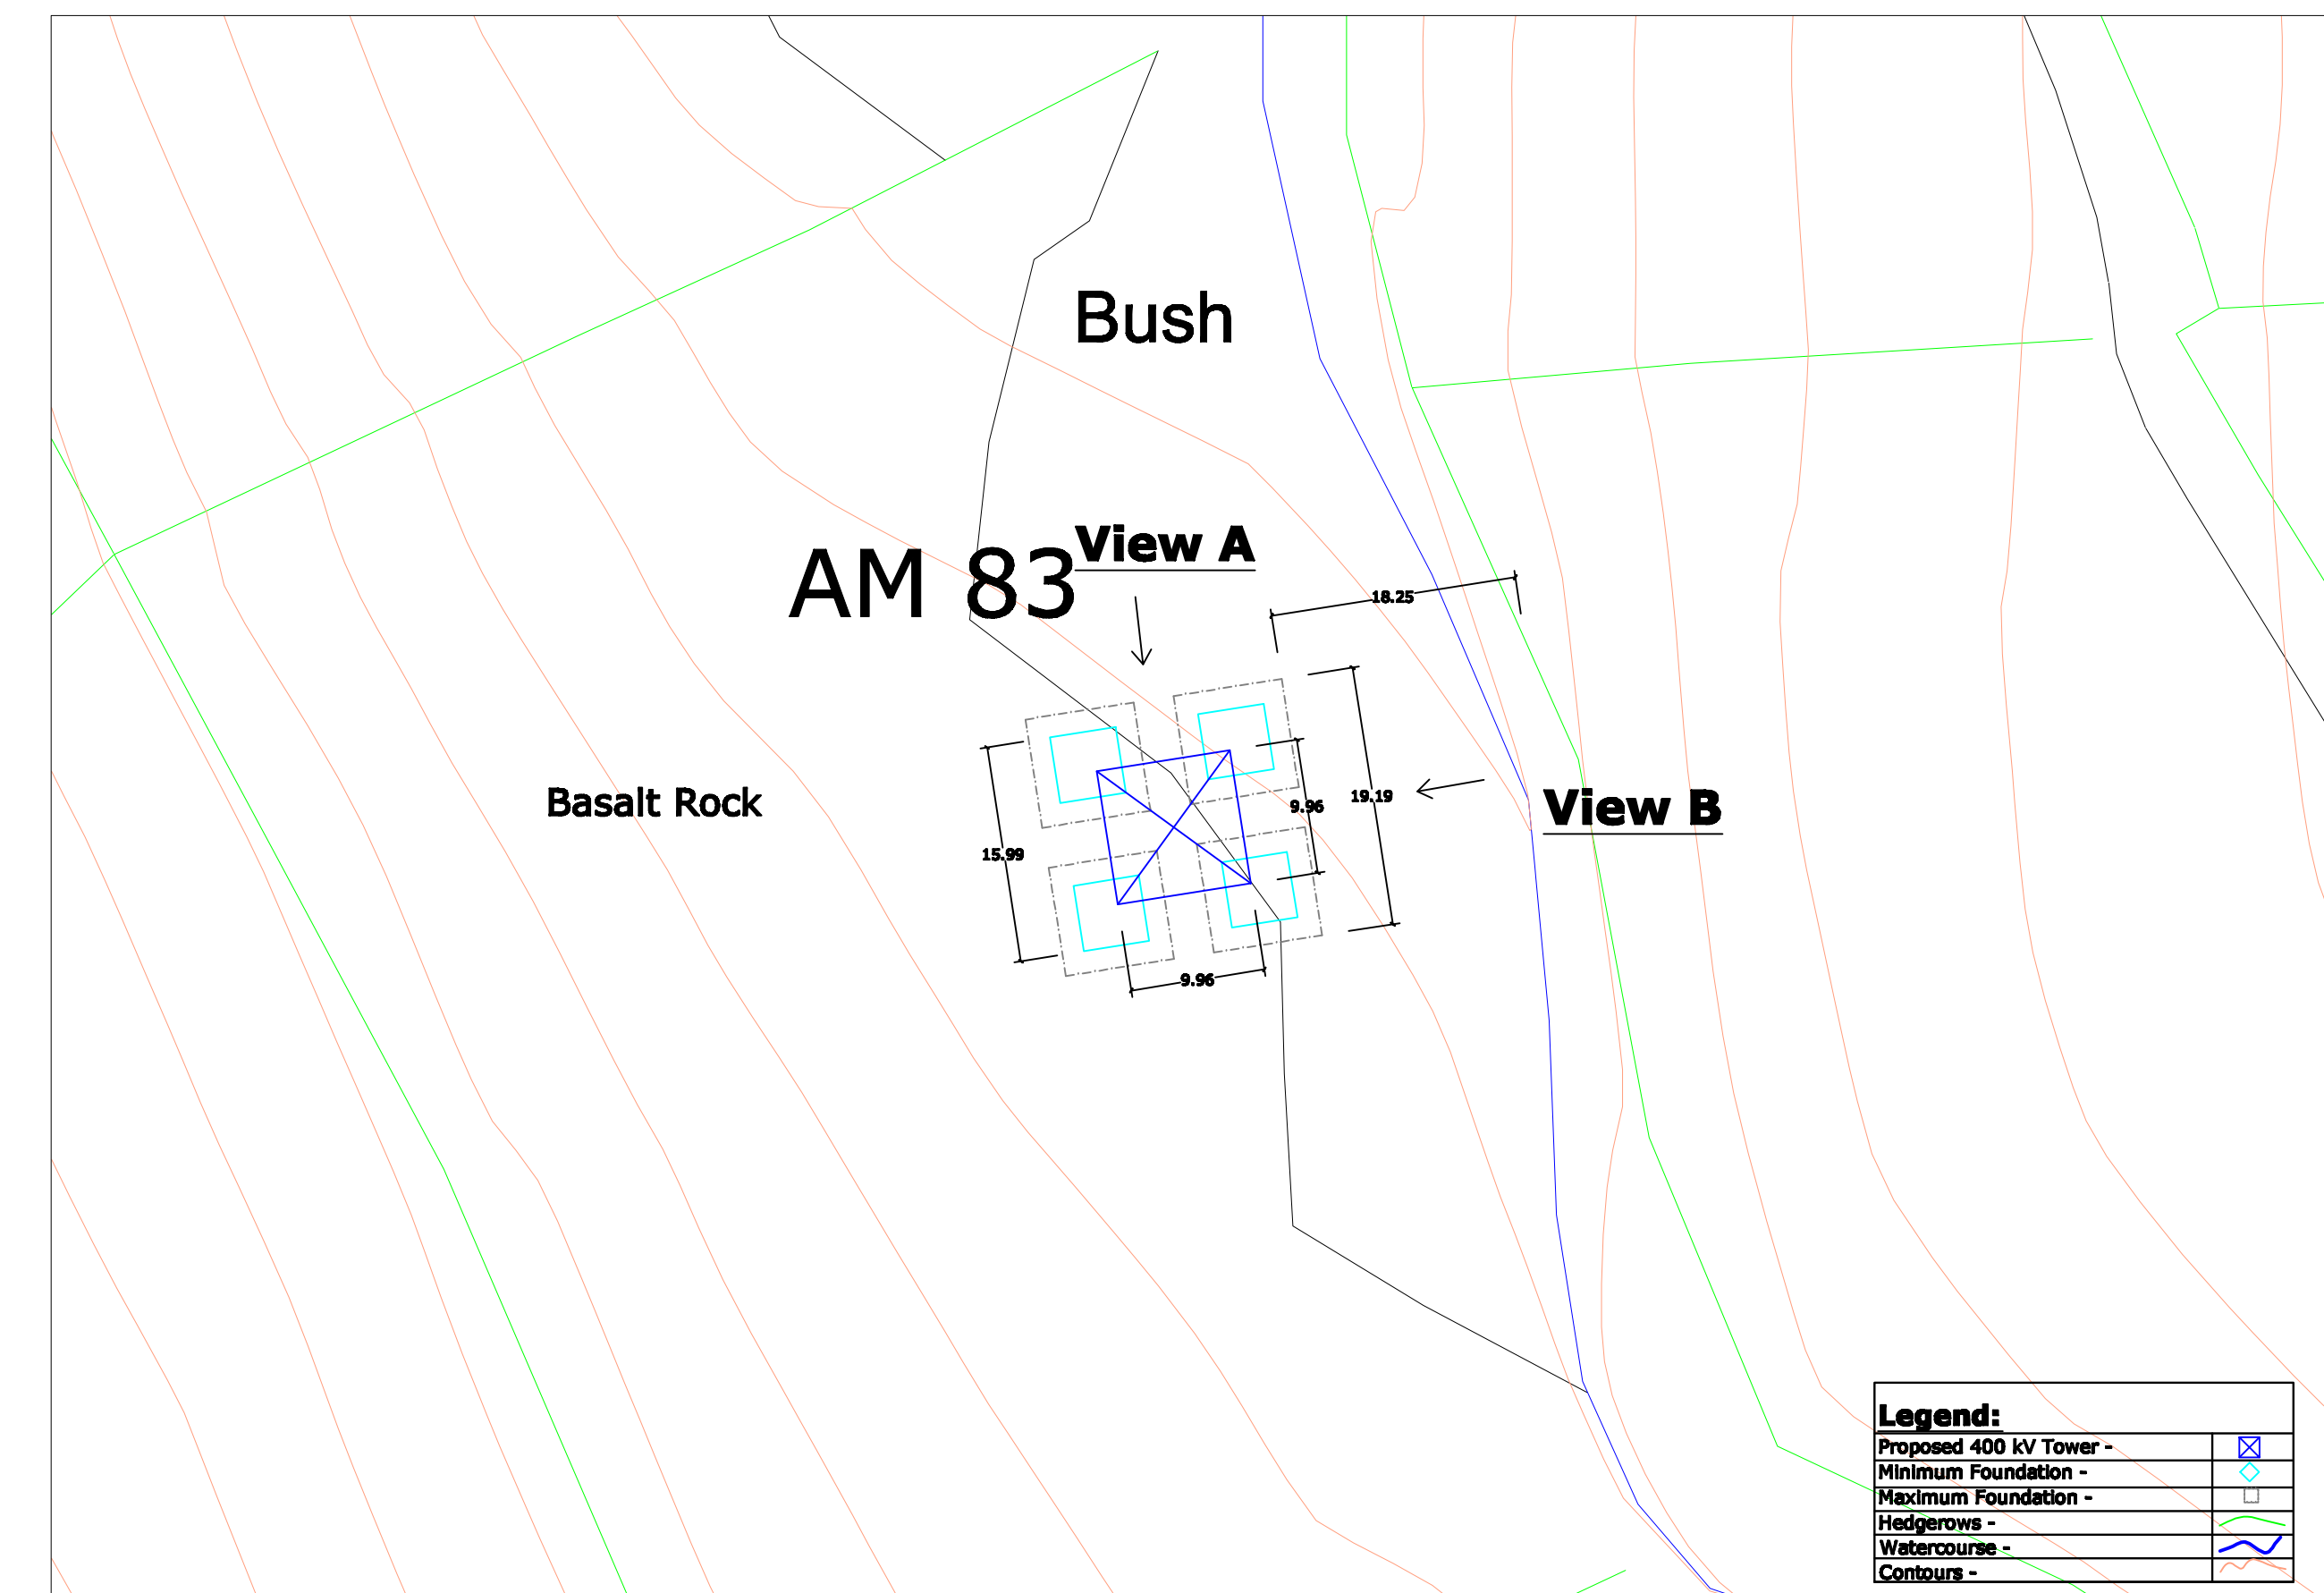 Bush
View A
AM 83
18.25
Basalt Rock
9.96
19.19
View B
15.99
9.96
Legend:
Proposed 400 kV Tower -
Minimum Foundation -
Maximum Foundation -
Hedgerows -
Watercourse -
Contours -